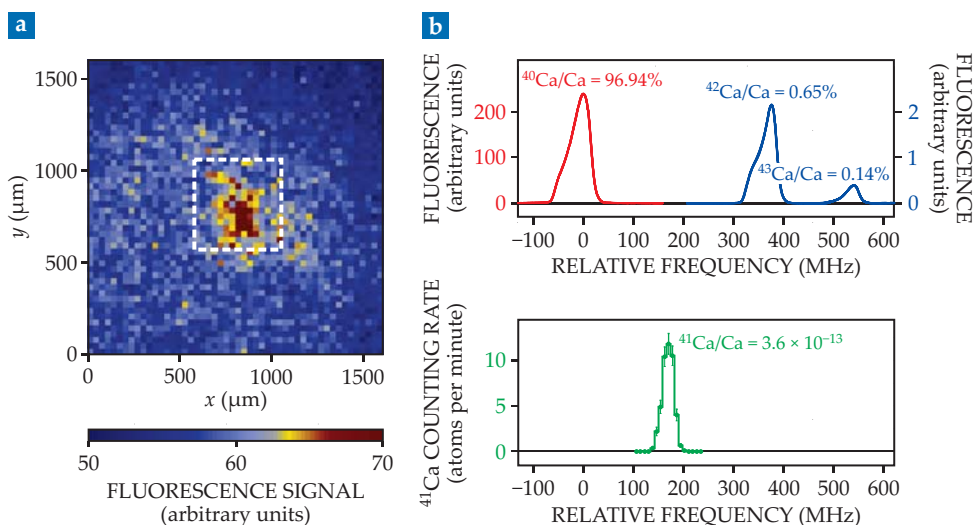 a
1500
1000
500
0
y (μm)
0 500 1000 1500
x (μm)
50 60 70
FLUORESCENCE SIGNAL
(arbitrary units)
b
FLUORESCENCE
(arbitrary units)
200
100
0
⁴⁰Ca/Ca = 96.94%
⁴²Ca/Ca = 0.65%
⁴³Ca/Ca = 0.14%
2
1
0
FLUORESCENCE
(arbitrary units)
−100 0 100 200 300 400 500 600
RELATIVE FREQUENCY (MHz)
⁴¹Ca COUNTING RATE
(atoms per minute)
10
5
0
⁴¹Ca/Ca = 3.6 × 10⁻¹³
−100 0 100 200 300 400 500 600
RELATIVE FREQUENCY (MHz)